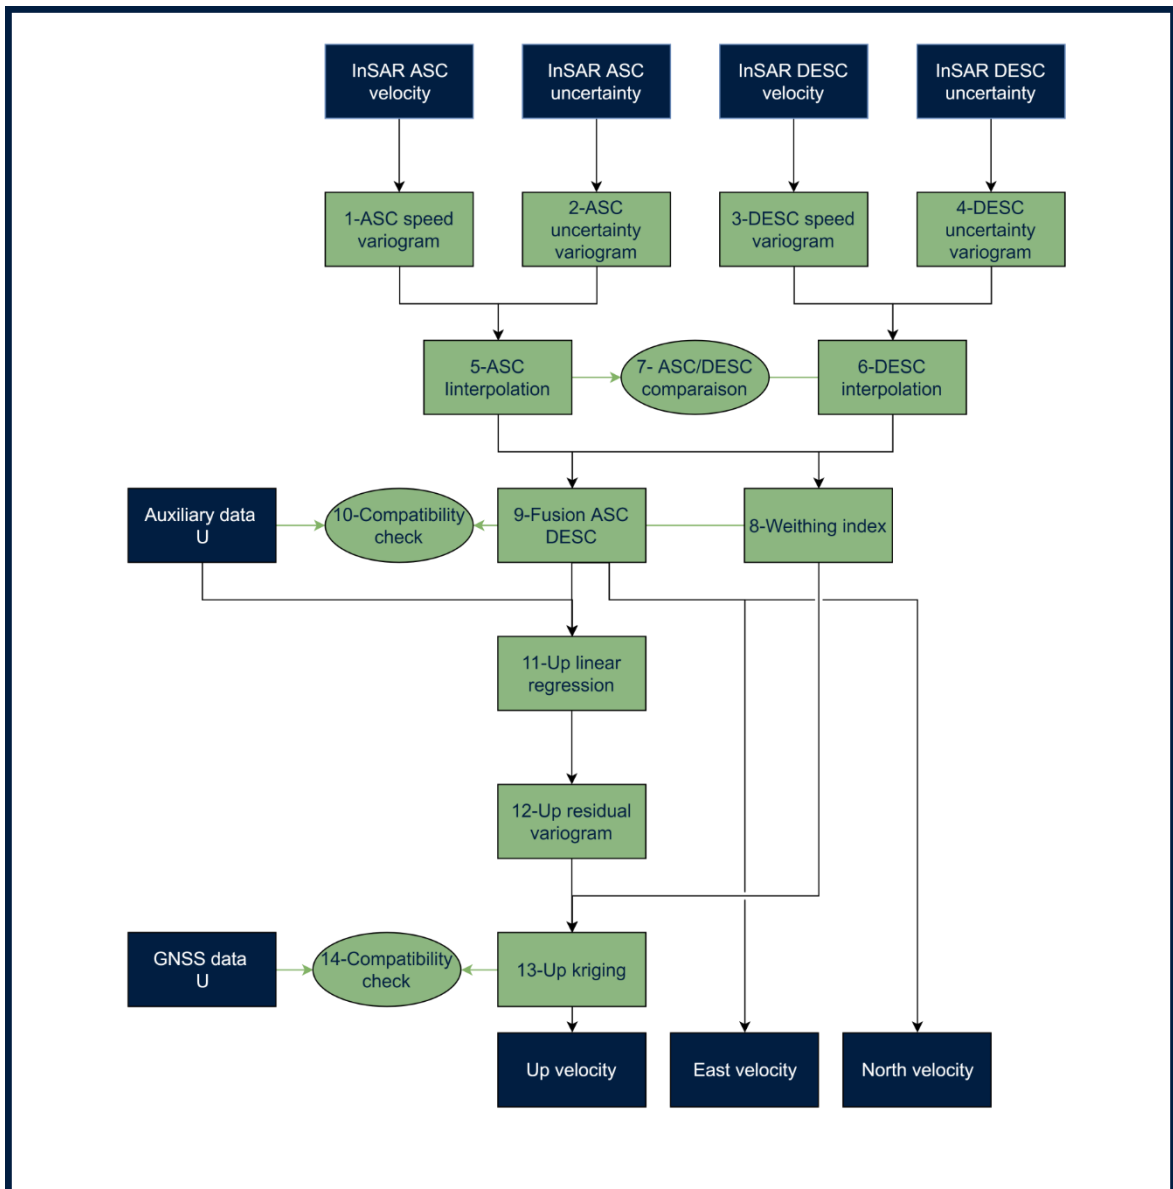 InSAR ASC
velocity
InSAR ASC
uncertainty
InSAR DESC
velocity
InSAR DESC
uncertainty
1-ASC speed
variogram
2-ASC
uncertainty
variogram
3-DESC speed
variogram
4-DESC
uncertainty
variogram
5-ASC
Iinterpolation
7- ASC/DESC
comparaison
6-DESC
interpolation
Auxiliary data
U
10-Compatibility
check
9-Fusion ASC
DESC
8-Weithing index
11-Up linear
regression
12-Up residual
variogram
GNSS data
U
14-Compatibility
check
13-Up kriging
Up velocity
East velocity
North velocity